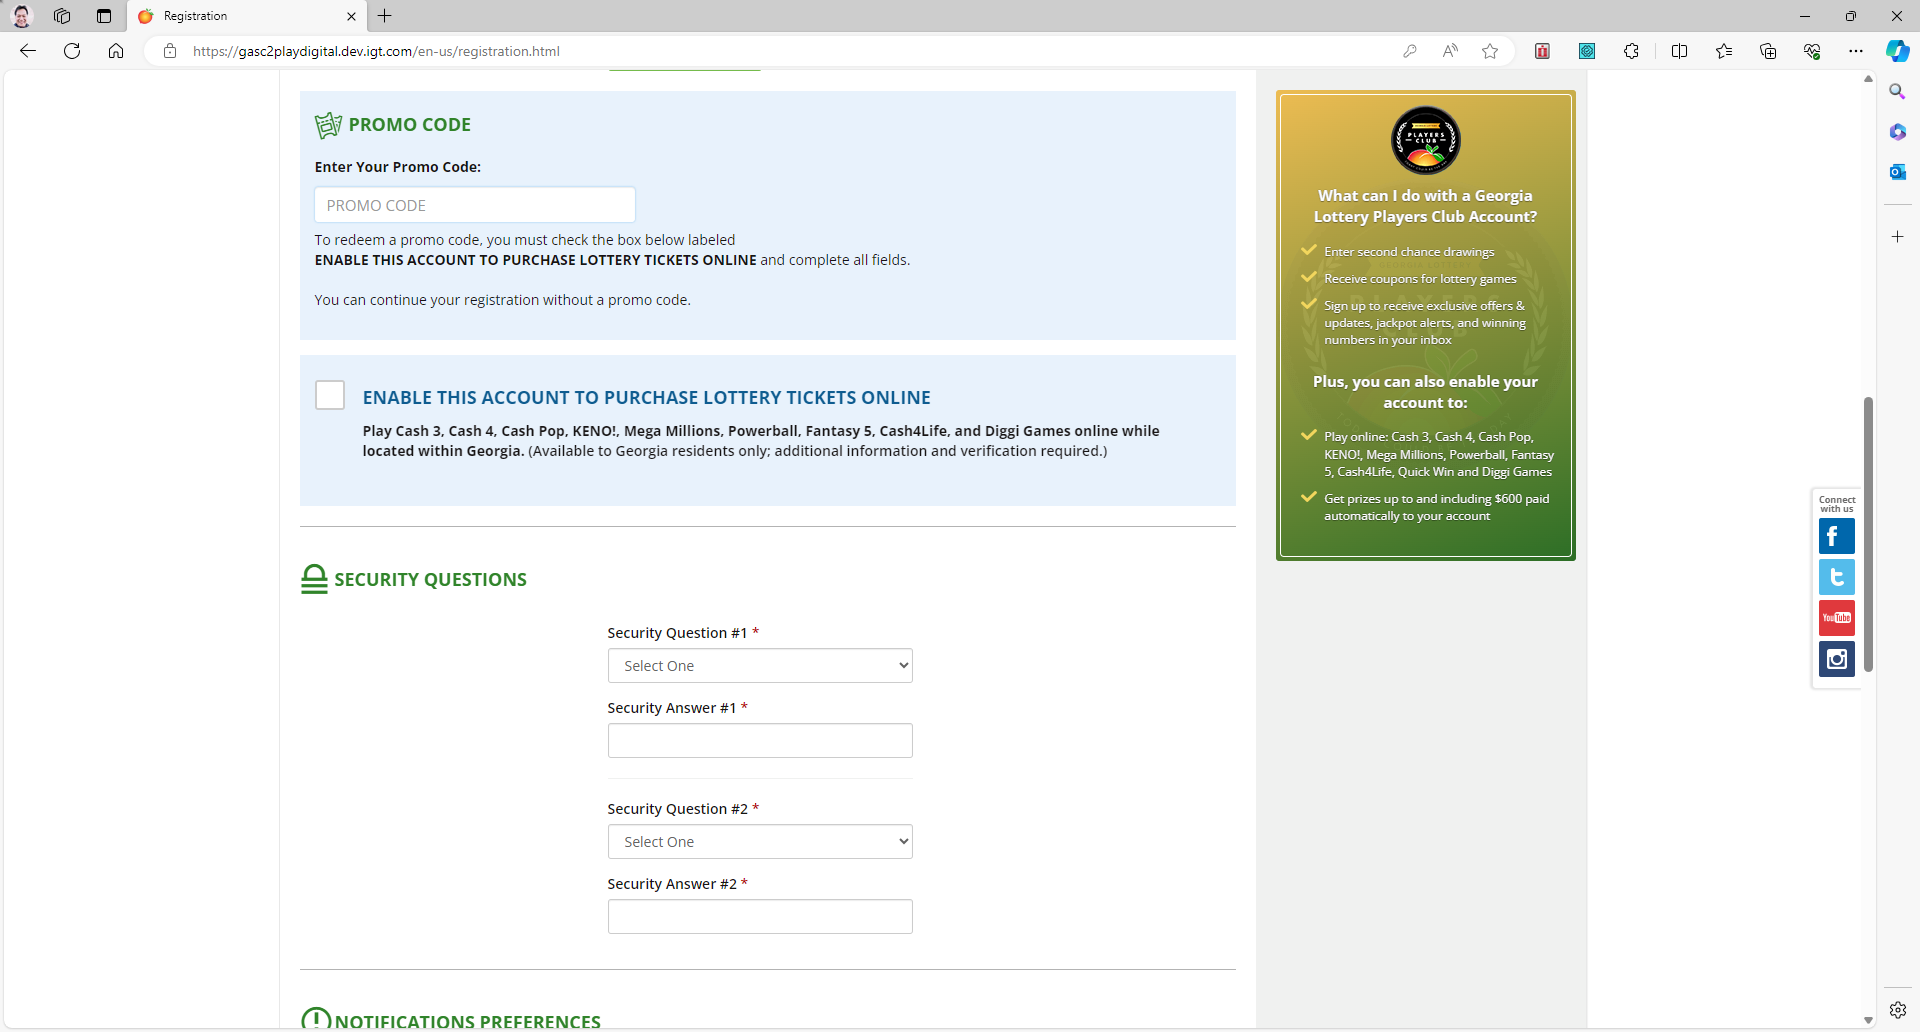 Registration
https://gasc2playdigital.dev.igt.com/en-us/registration.html
PROMO CODE
Enter Your Promo Code:
PROMO CODE
To redeem a promo code, you must check the box below labeled
ENABLE THIS ACCOUNT TO PURCHASE LOTTERY TICKETS ONLINE and complete all fields.
You can continue your registration without a promo code.
ENABLE THIS ACCOUNT TO PURCHASE LOTTERY TICKETS ONLINE
Play Cash 3, Cash 4, Cash Pop, KENO!, Mega Millions, Powerball, Fantasy 5, Cash4Life, and Diggi Games online while
located within Georgia. (Available to Georgia residents only; additional information and verification required.)
SECURITY QUESTIONS
Security Question #1 *
Select One
Security Answer #1 *
Security Question #2 *
Select One
Security Answer #2 *
NOTIFICATIONS PREFERENCES
PLAYERS
CLUB
What can I do with a Georgia
Lottery Players Club Account?
Enter second chance drawings
Receive coupons for lottery games
Sign up to receive exclusive offers &
updates, jackpot alerts, and winning
numbers in your inbox
Plus, you can also enable your
account to:
Play online: Cash 3, Cash 4, Cash Pop,
KENO!, Mega Millions, Powerball, Fantasy
5, Cash4Life, Quick Win and Diggi Games
Get prizes up to and including $600 paid
automatically to your account
Connect
with us
YouTube